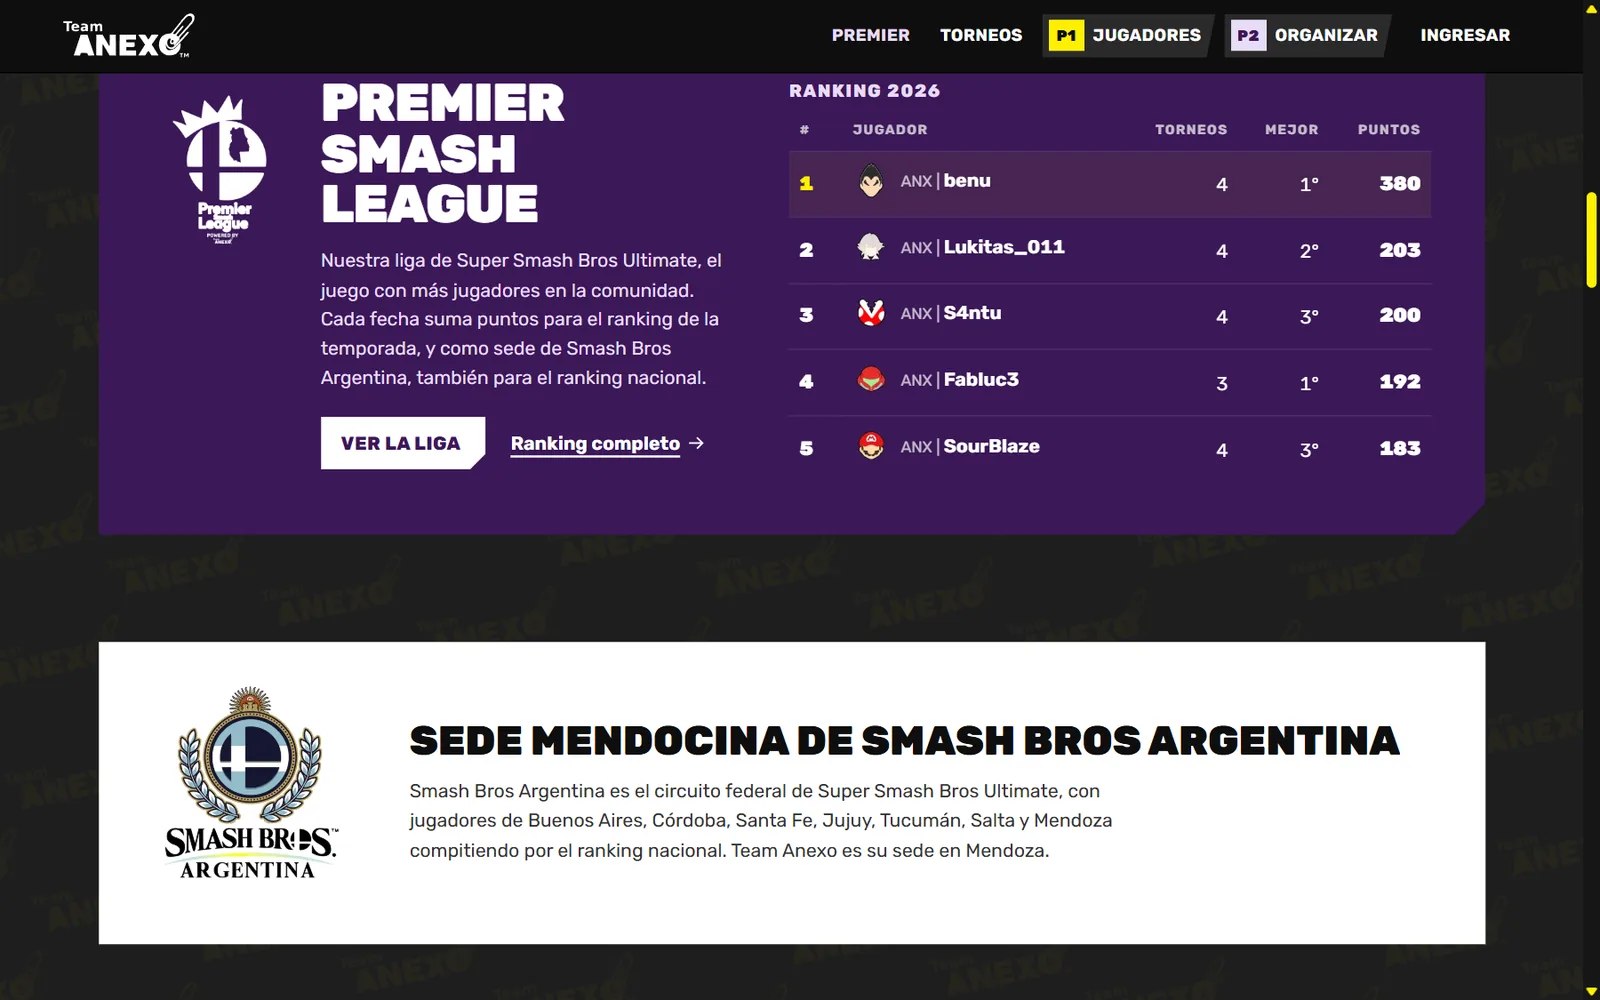 Team
ANEXO
PREMIER
TORNEOS
P1 JUGADORES
P2 ORGANIZAR
INGRESAR
Premier
League
POWERED BY
ANEXO
PREMIER
SMASH
LEAGUE
Nuestra liga de Super Smash Bros Ultimate, el
juego con más jugadores en la comunidad.
Cada fecha suma puntos para el ranking de la
temporada, y como sede de Smash Bros
Argentina, también para el ranking nacional.
VER LA LIGA
Ranking completo →
RANKING 2026
# JUGADOR TORNEOS MEJOR PUNTOS
1 ANX | benu 4 1° 380
2 ANX | Lukitas_011 4 2° 203
3 ANX | S4ntu 4 3° 200
4 ANX | Fabluc3 3 1° 192
5 ANX | SourBlaze 4 3° 183
SMASH BROS.™
ARGENTINA
SEDE MENDOCINA DE SMASH BROS ARGENTINA
Smash Bros Argentina es el circuito federal de Super Smash Bros Ultimate, con
jugadores de Buenos Aires, Córdoba, Santa Fe, Jujuy, Tucumán, Salta y Mendoza
compitiendo por el ranking nacional. Team Anexo es su sede en Mendoza.